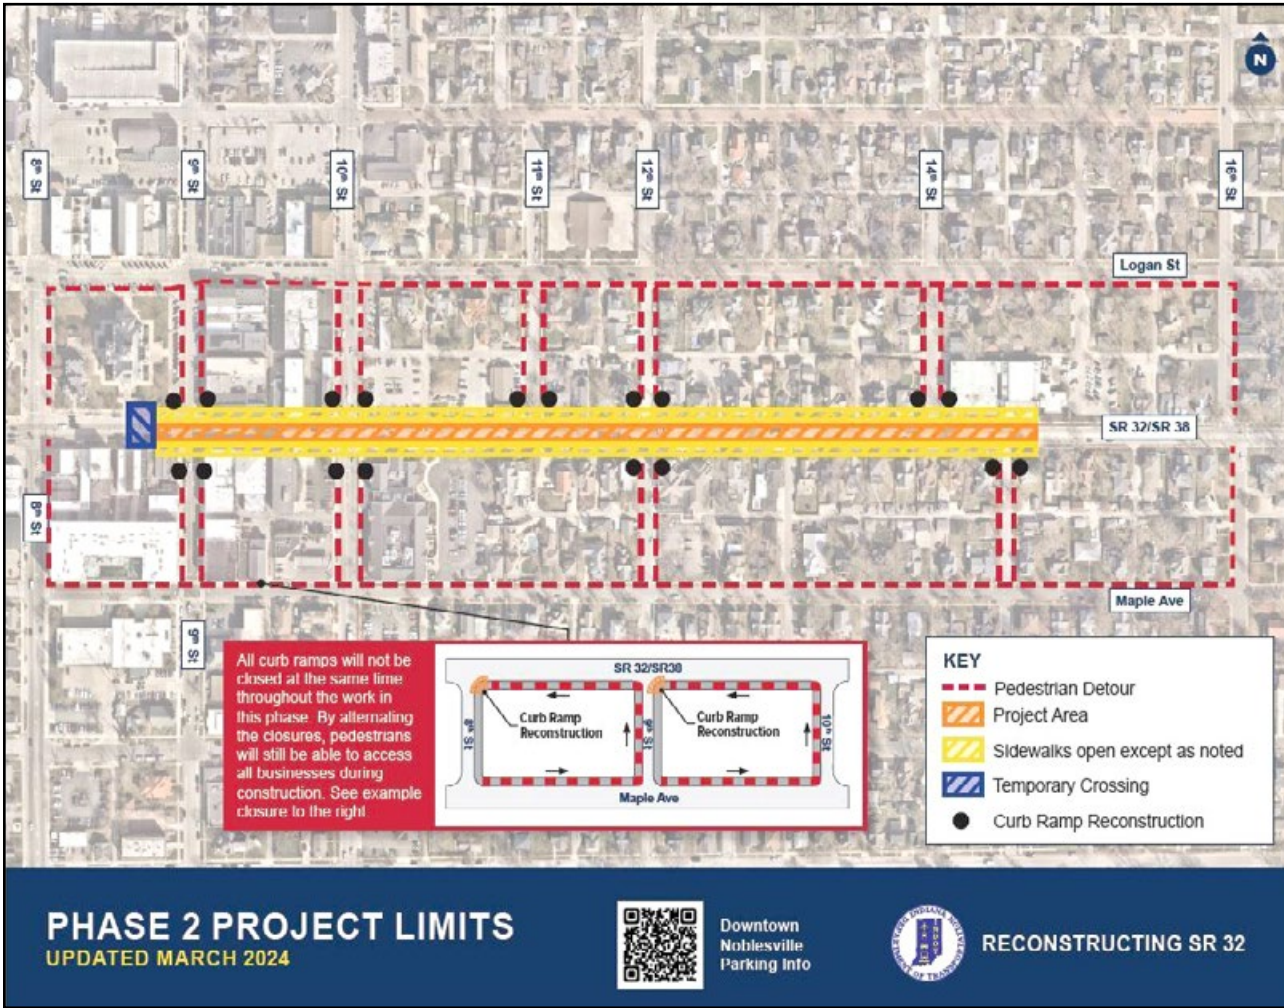 N
8th St
9th St
10th St
11th St
12th St
14th St
16th St
Logan St
SR 32/SR 38
8th St
Maple Ave
9th St
All curb ramps will not be
closed at the same time
throughout the work in
this phase. By alternating
the closures, pedestrians
will still be able to access
all businesses during
construction. See example
closure to the right.
SR 32/SR38
8th St
Curb Ramp
Reconstruction
9th St
Curb Ramp
Reconstruction
10th St
Maple Ave
KEY
Pedestrian Detour
Project Area
Sidewalks open except as noted
Temporary Crossing
Curb Ramp Reconstruction
PHASE 2 PROJECT LIMITS
UPDATED MARCH 2024
Downtown
Noblesville
Parking Info
INDIANA DEPARTMENT OF TRANSPORTATION
INDOT
RECONSTRUCTING SR 32